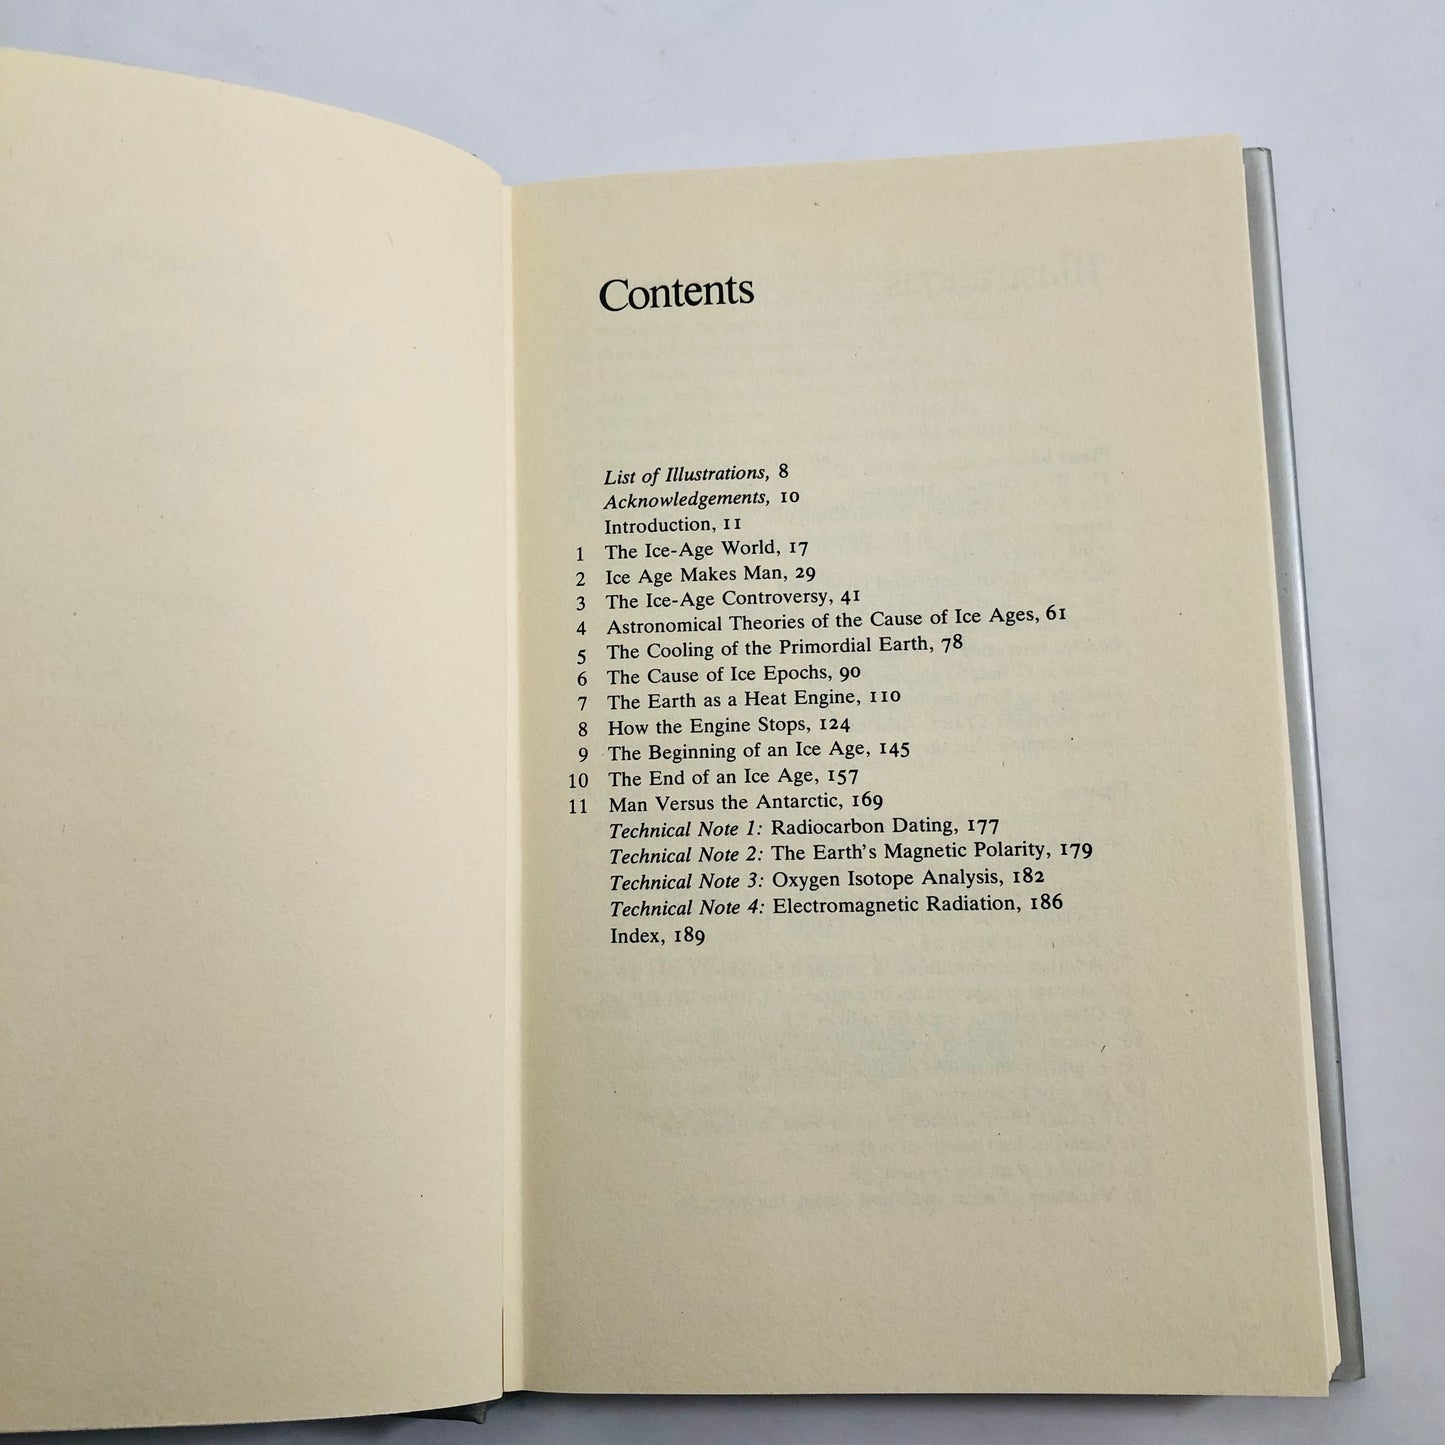 Contents
List of Illustrations, 8
Acknowledgements, 10
Introduction, 11
1 The Ice-Age World, 17
2 Ice Age Makes Man, 29
3 The Ice-Age Controversy, 41
4 Astronomical Theories of the Cause of Ice Ages, 61
5 The Cooling of the Primordial Earth, 78
6 The Cause of Ice Epochs, 90
7 The Earth as a Heat Engine, 110
8 How the Engine Stops, 124
9 The Beginning of an Ice Age, 145
10 The End of an Ice Age, 157
11 Man Versus the Antarctic, 169
Technical Note 1: Radiocarbon Dating, 177
Technical Note 2: The Earth's Magnetic Polarity, 179
Technical Note 3: Oxygen Isotope Analysis, 182
Technical Note 4: Electromagnetic Radiation, 186
Index, 189